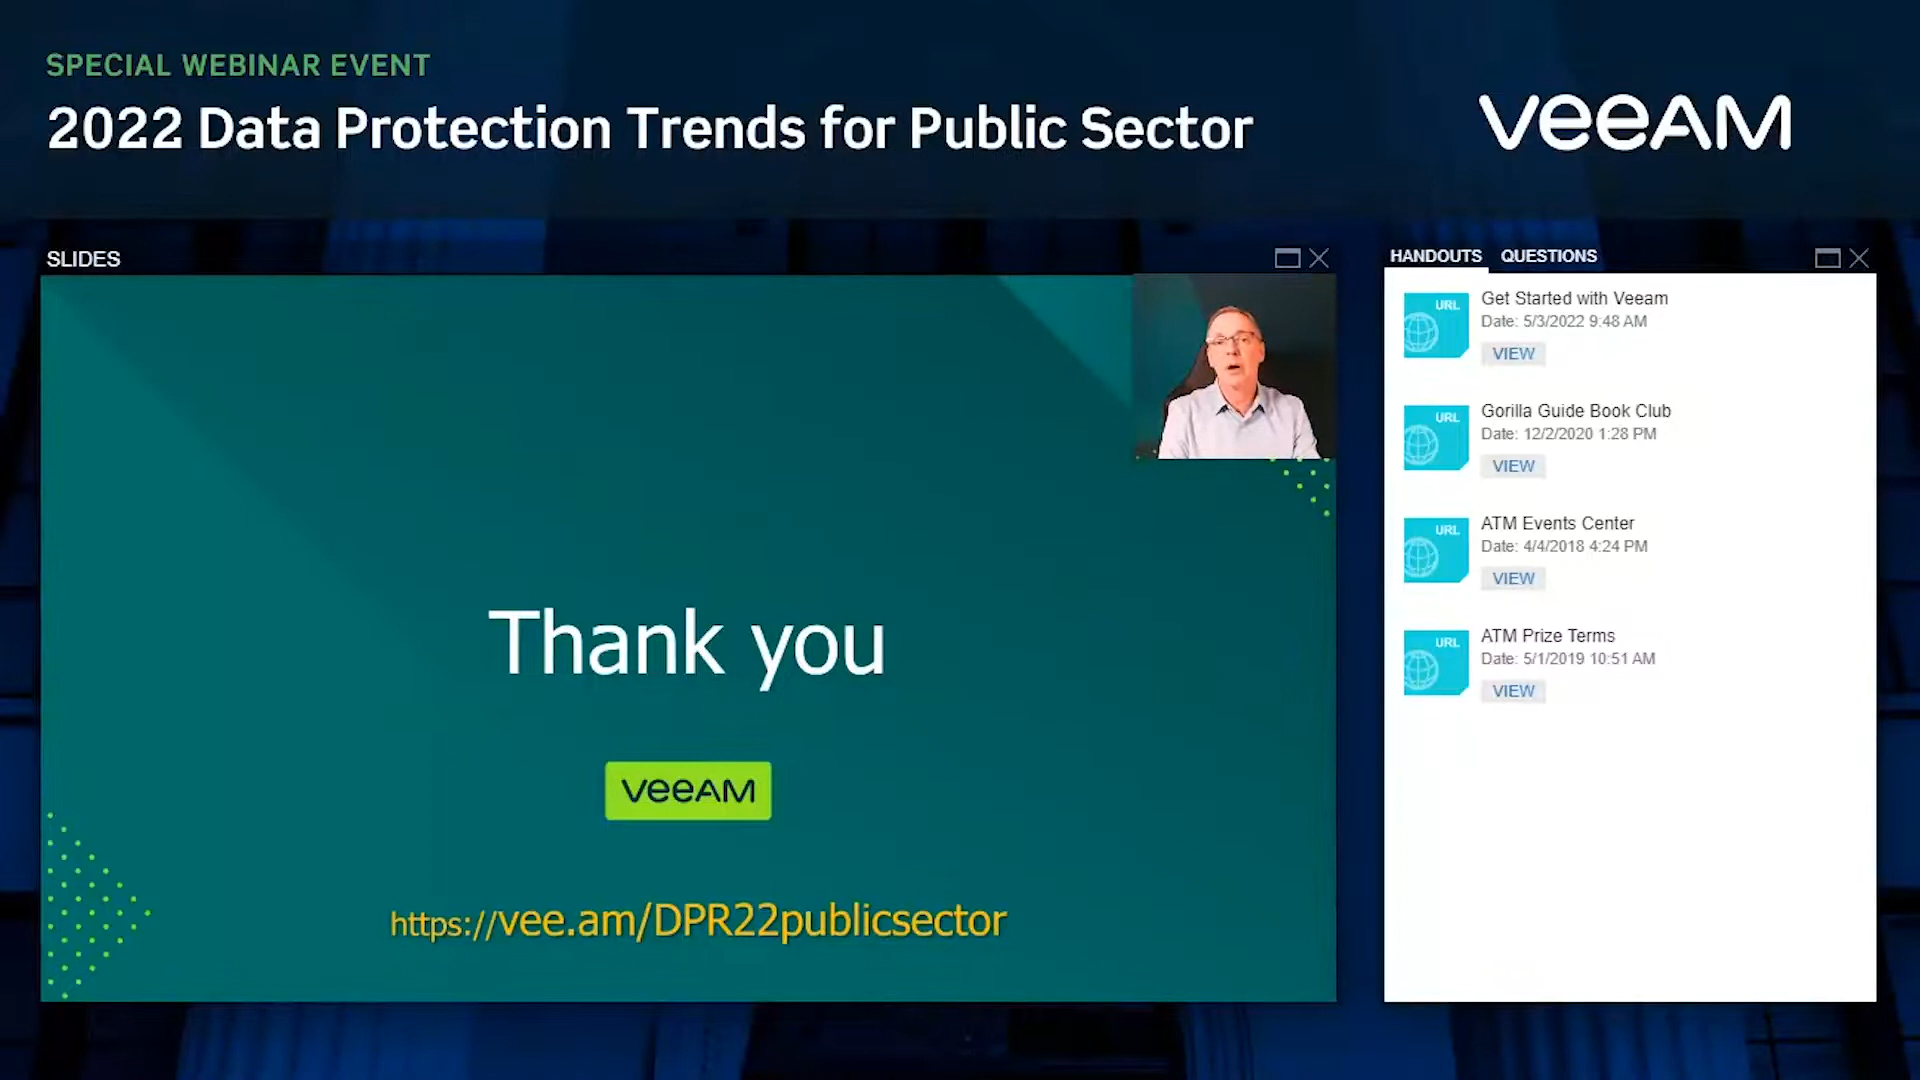 SPECIAL WEBINAR EVENT
2022 Data Protection Trends for Public Sector
VEEAM
SLIDES
Thank you
VEEAM
https://vee.am/DPR22publicsector
HANDOUTS QUESTIONS
URL
Get Started with Veeam
Date: 5/3/2022 9:48 AM
VIEW
URL
Gorilla Guide Book Club
Date: 12/2/2020 1:28 PM
VIEW
URL
ATM Events Center
Date: 4/4/2018 4:24 PM
VIEW
URL
ATM Prize Terms
Date: 5/1/2019 10:51 AM
VIEW